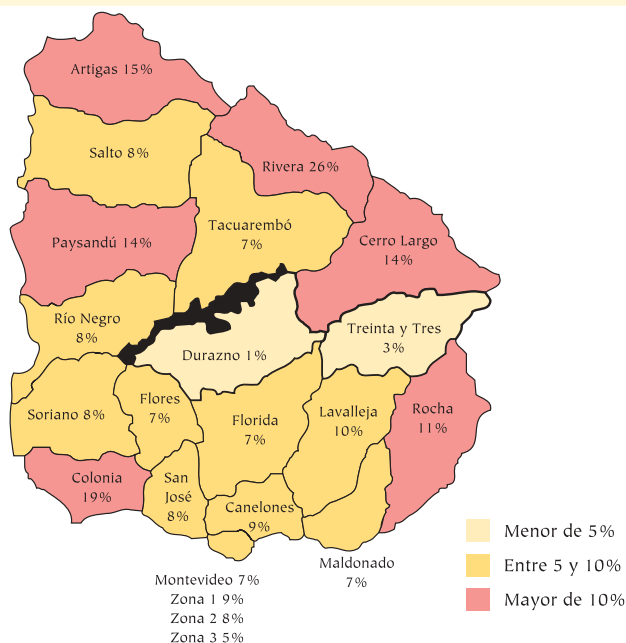 Artigas 15%
Salto 8%
Rivera 26%
Tacuarembó
7%
Paysandú 14%
Cerro Largo
14%
Río Negro
8%
Treinta y Tres
3%
Durazno 1%
Soriano 8%
Flores
7%
Florida
7%
Lavalleja
10%
Rocha
11%
Colonia
19%
San
José
8%
Canelones
9%
Maldonado
7%
Montevideo 7%
Zona 1 9%
Zona 2 8%
Zona 3 5%
Menor de 5%
Entre 5 y 10%
Mayor de 10%